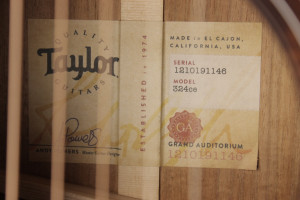 QUALITY
Taylor
GUITARS
ESTABLISHED in 1974
MADE IN EL CAJON,
CALIFORNIA, USA
SERIAL
1210191146
MODEL
324ce
GA
GRAND AUDITORIUM
1210191146